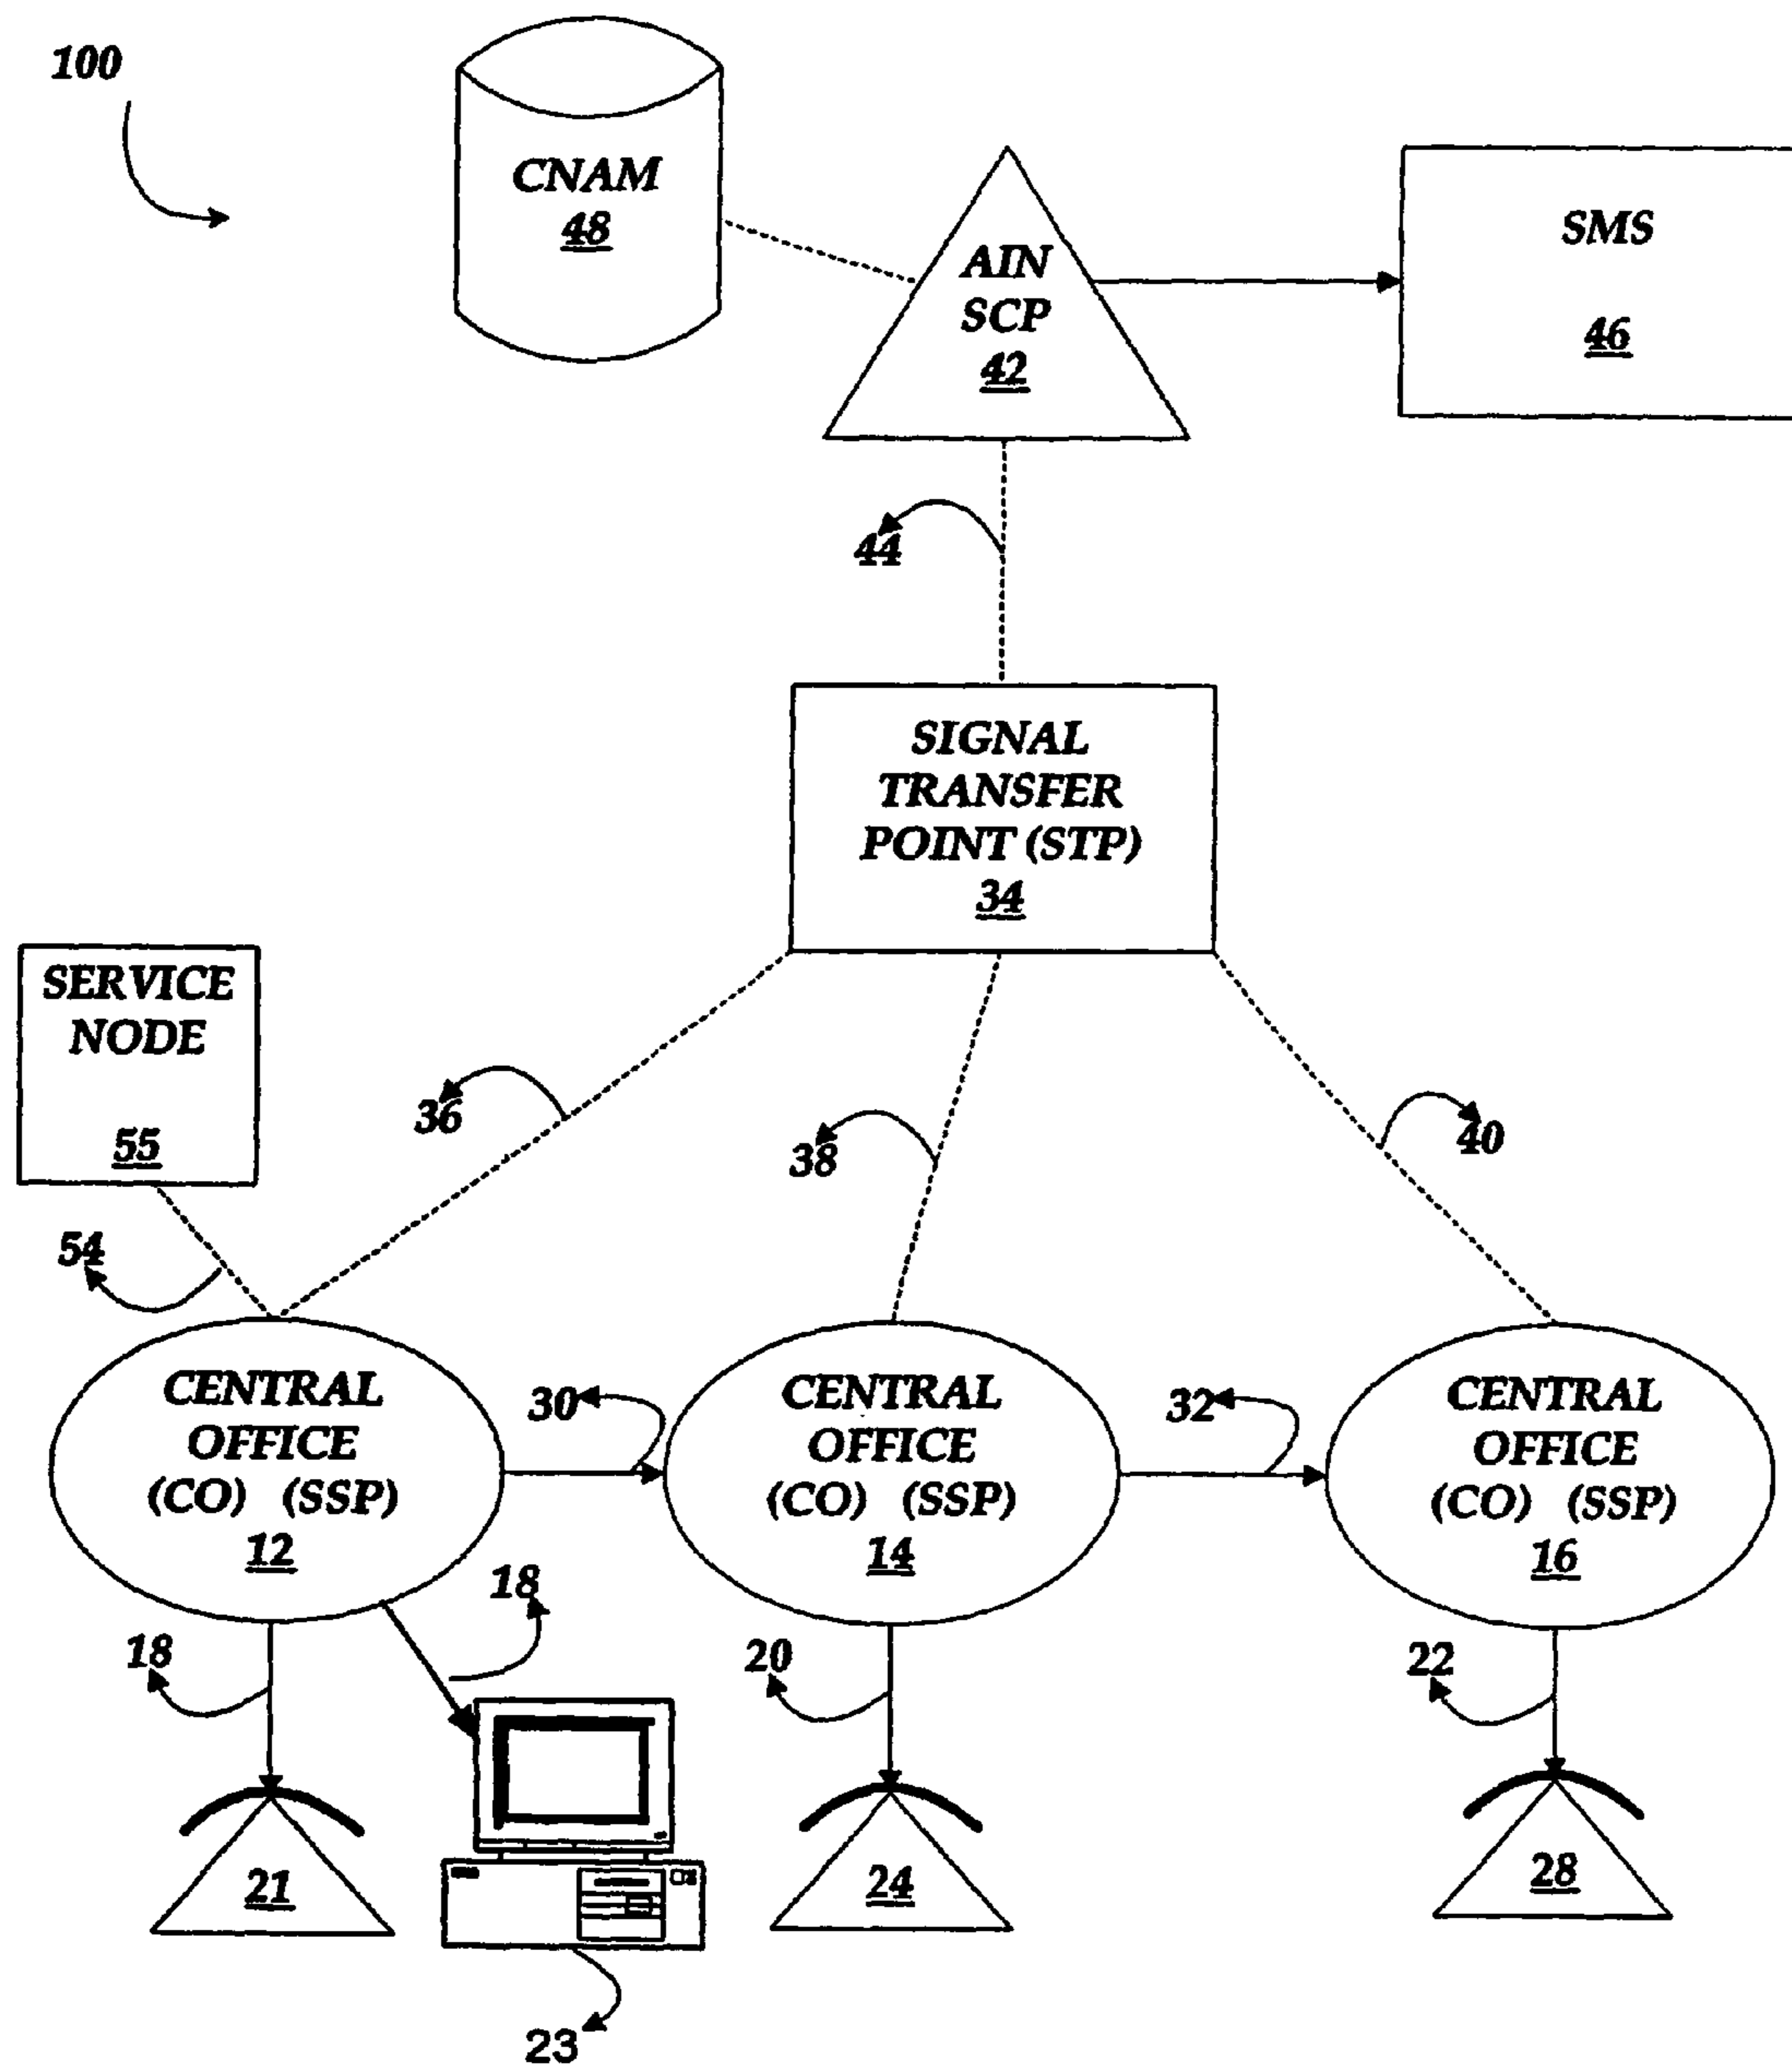 100
CNAM
48
AIN
SCP
42
SMS
46
44
SIGNAL
TRANSFER
POINT (STP)
34
SERVICE
NODE
55
36
38
40
54
CENTRAL
OFFICE
(CO) (SSP)
12
30
CENTRAL
OFFICE
(CO) (SSP)
14
32
CENTRAL
OFFICE
(CO) (SSP)
16
18
18
20
22
21
24
28
23